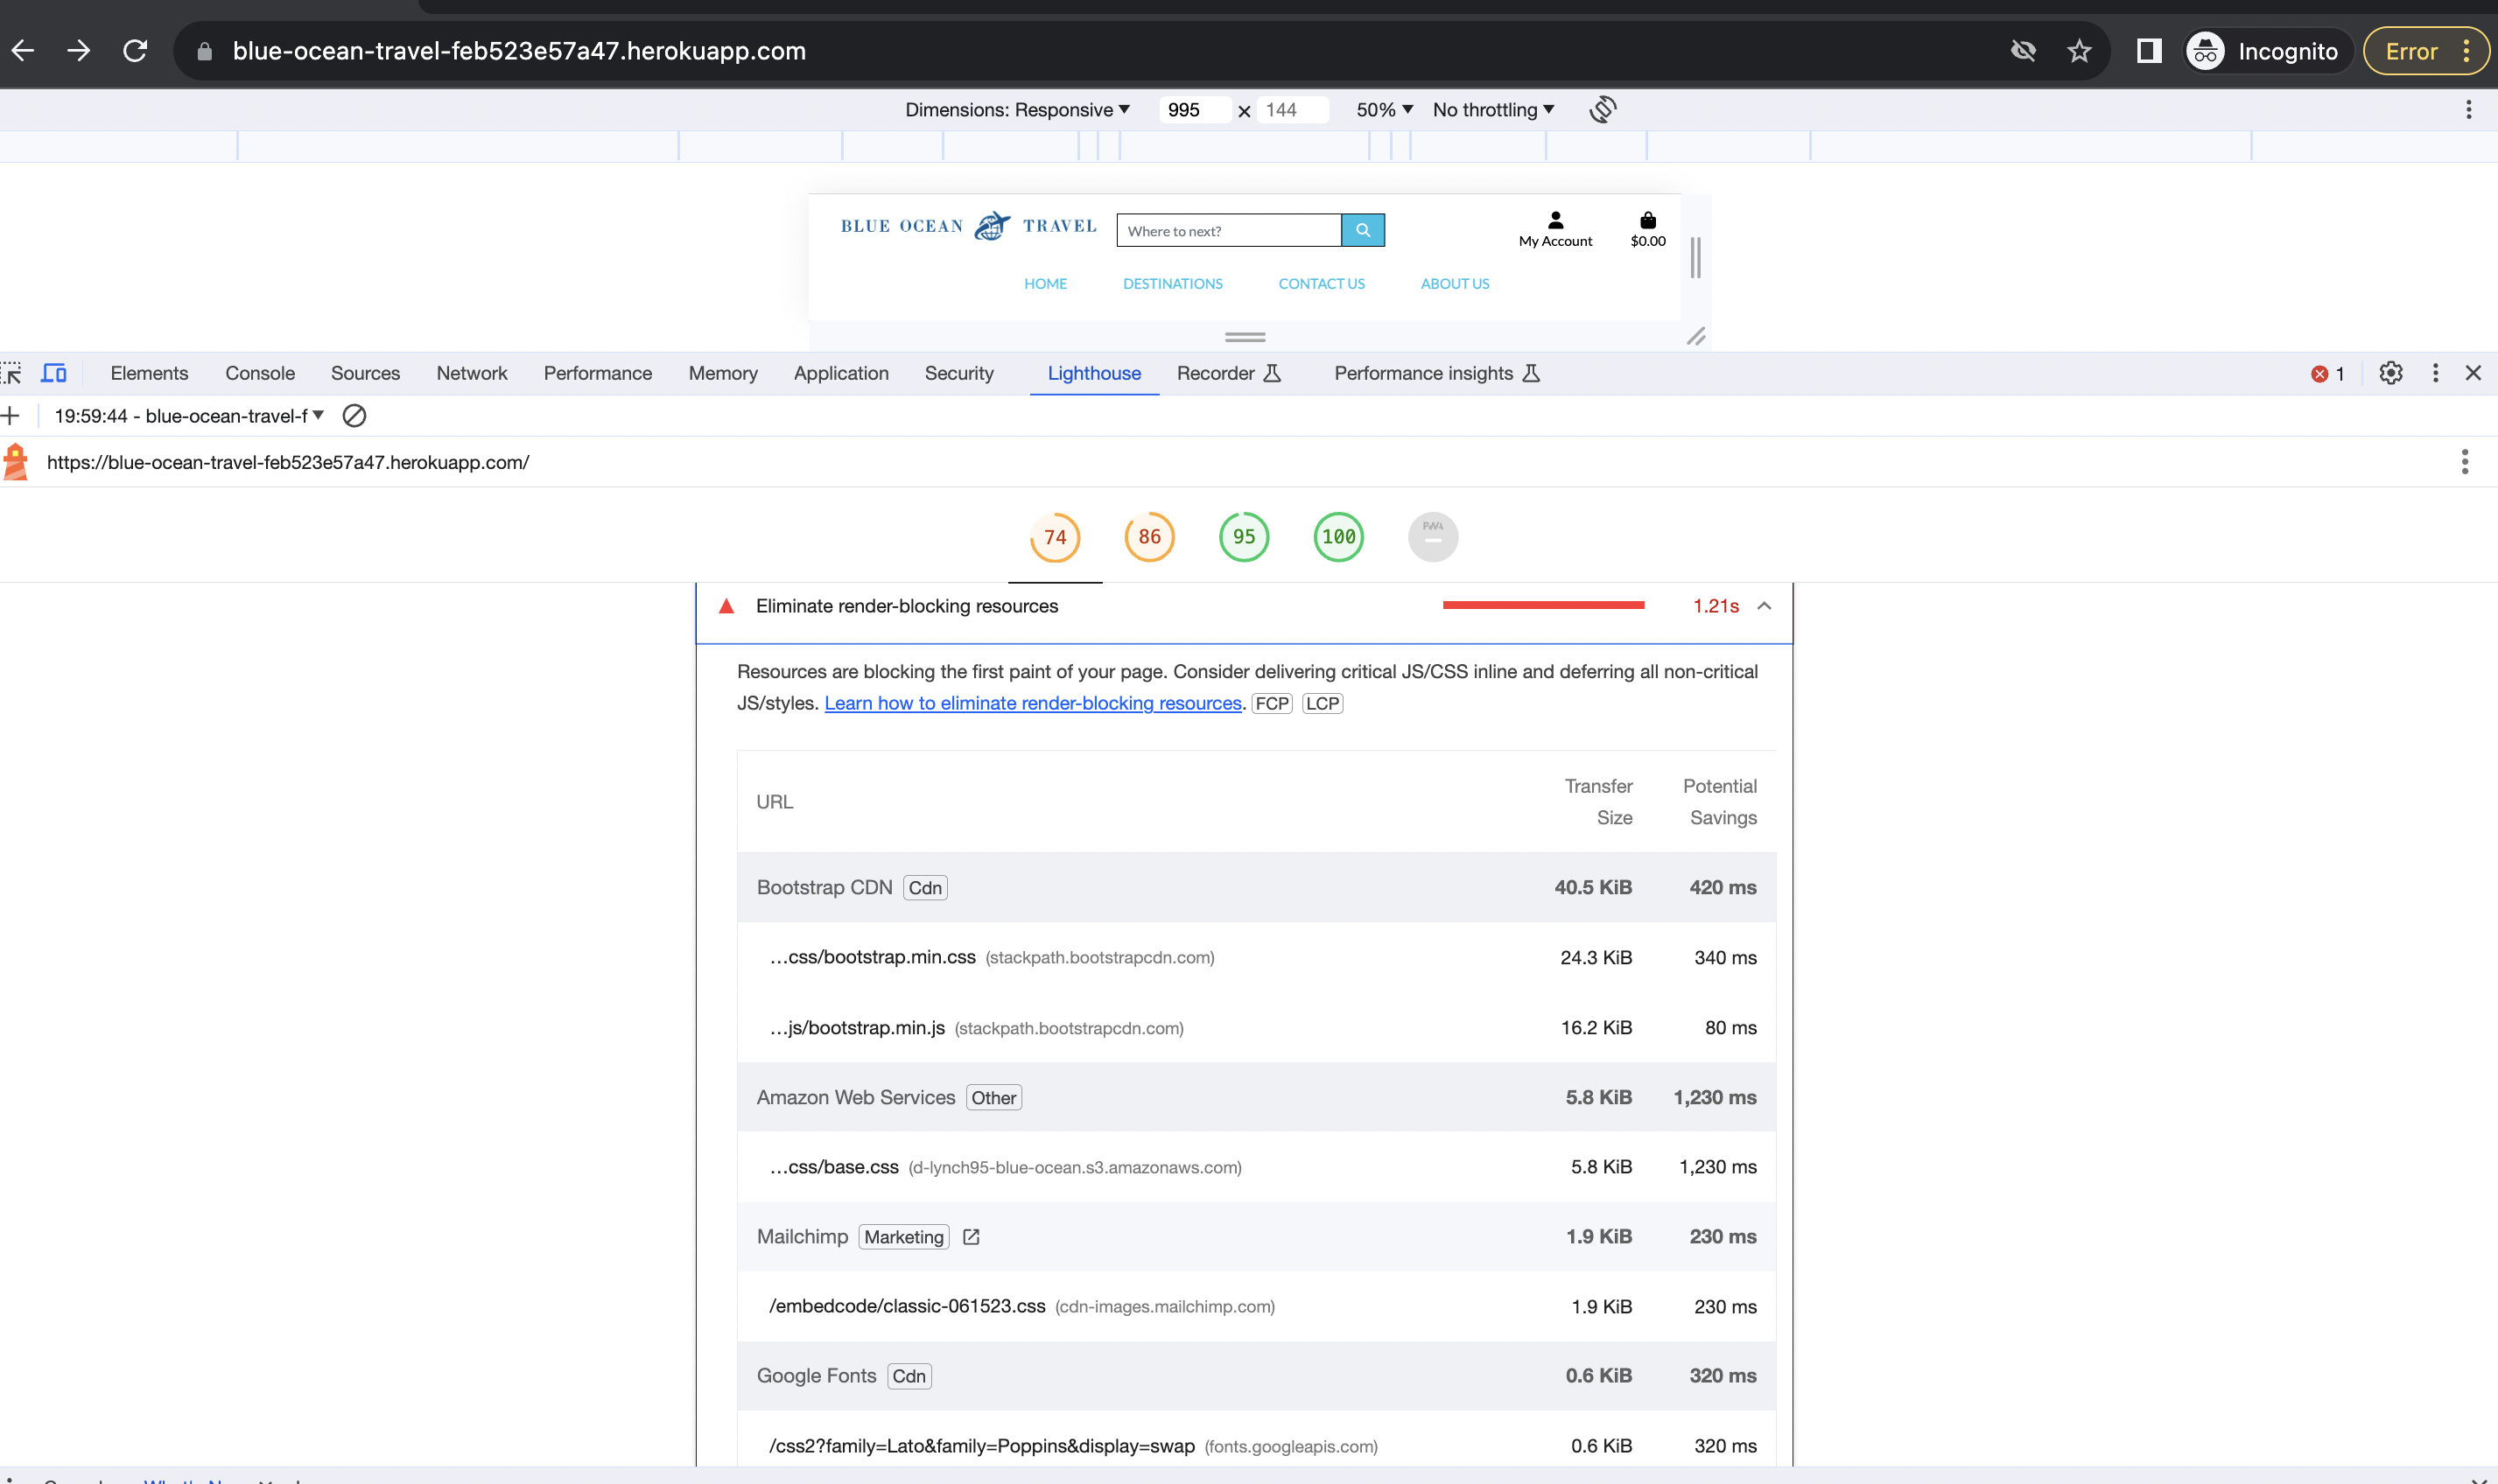 blue-ocean-travel-feb523e57a47.herokuapp.com Incognito Error
Dimensions: Responsive 995 × 144 50% No throttling
BLUE OCEAN TRAVEL Where to next? My Account $0.00
HOME DESTINATIONS CONTACT US ABOUT US
Elements Console Sources Network Performance Memory Application Security Lighthouse Recorder Performance insights 1
19:59:44 - blue-ocean-travel-f
https://blue-ocean-travel-feb523e57a47.herokuapp.com/
74 86 95 100 PWA
Eliminate render-blocking resources 1.21s
Resources are blocking the first paint of your page. Consider delivering critical JS/CSS inline and deferring all non-critical
JS/styles. Learn how to eliminate render-blocking resources. FCP LCP
URL Transfer Size Potential Savings
Bootstrap CDN Cdn 40.5 KiB 420 ms
…css/bootstrap.min.css (stackpath.bootstrapcdn.com) 24.3 KiB 340 ms
…js/bootstrap.min.js (stackpath.bootstrapcdn.com) 16.2 KiB 80 ms
Amazon Web Services Other 5.8 KiB 1,230 ms
…css/base.css (d-lynch95-blue-ocean.s3.amazonaws.com) 5.8 KiB 1,230 ms
Mailchimp Marketing 1.9 KiB 230 ms
/embedcode/classic-061523.css (cdn-images.mailchimp.com) 1.9 KiB 230 ms
Google Fonts Cdn 0.6 KiB 320 ms
/css2?family=Lato&family=Poppins&display=swap (fonts.googleapis.com) 0.6 KiB 320 ms